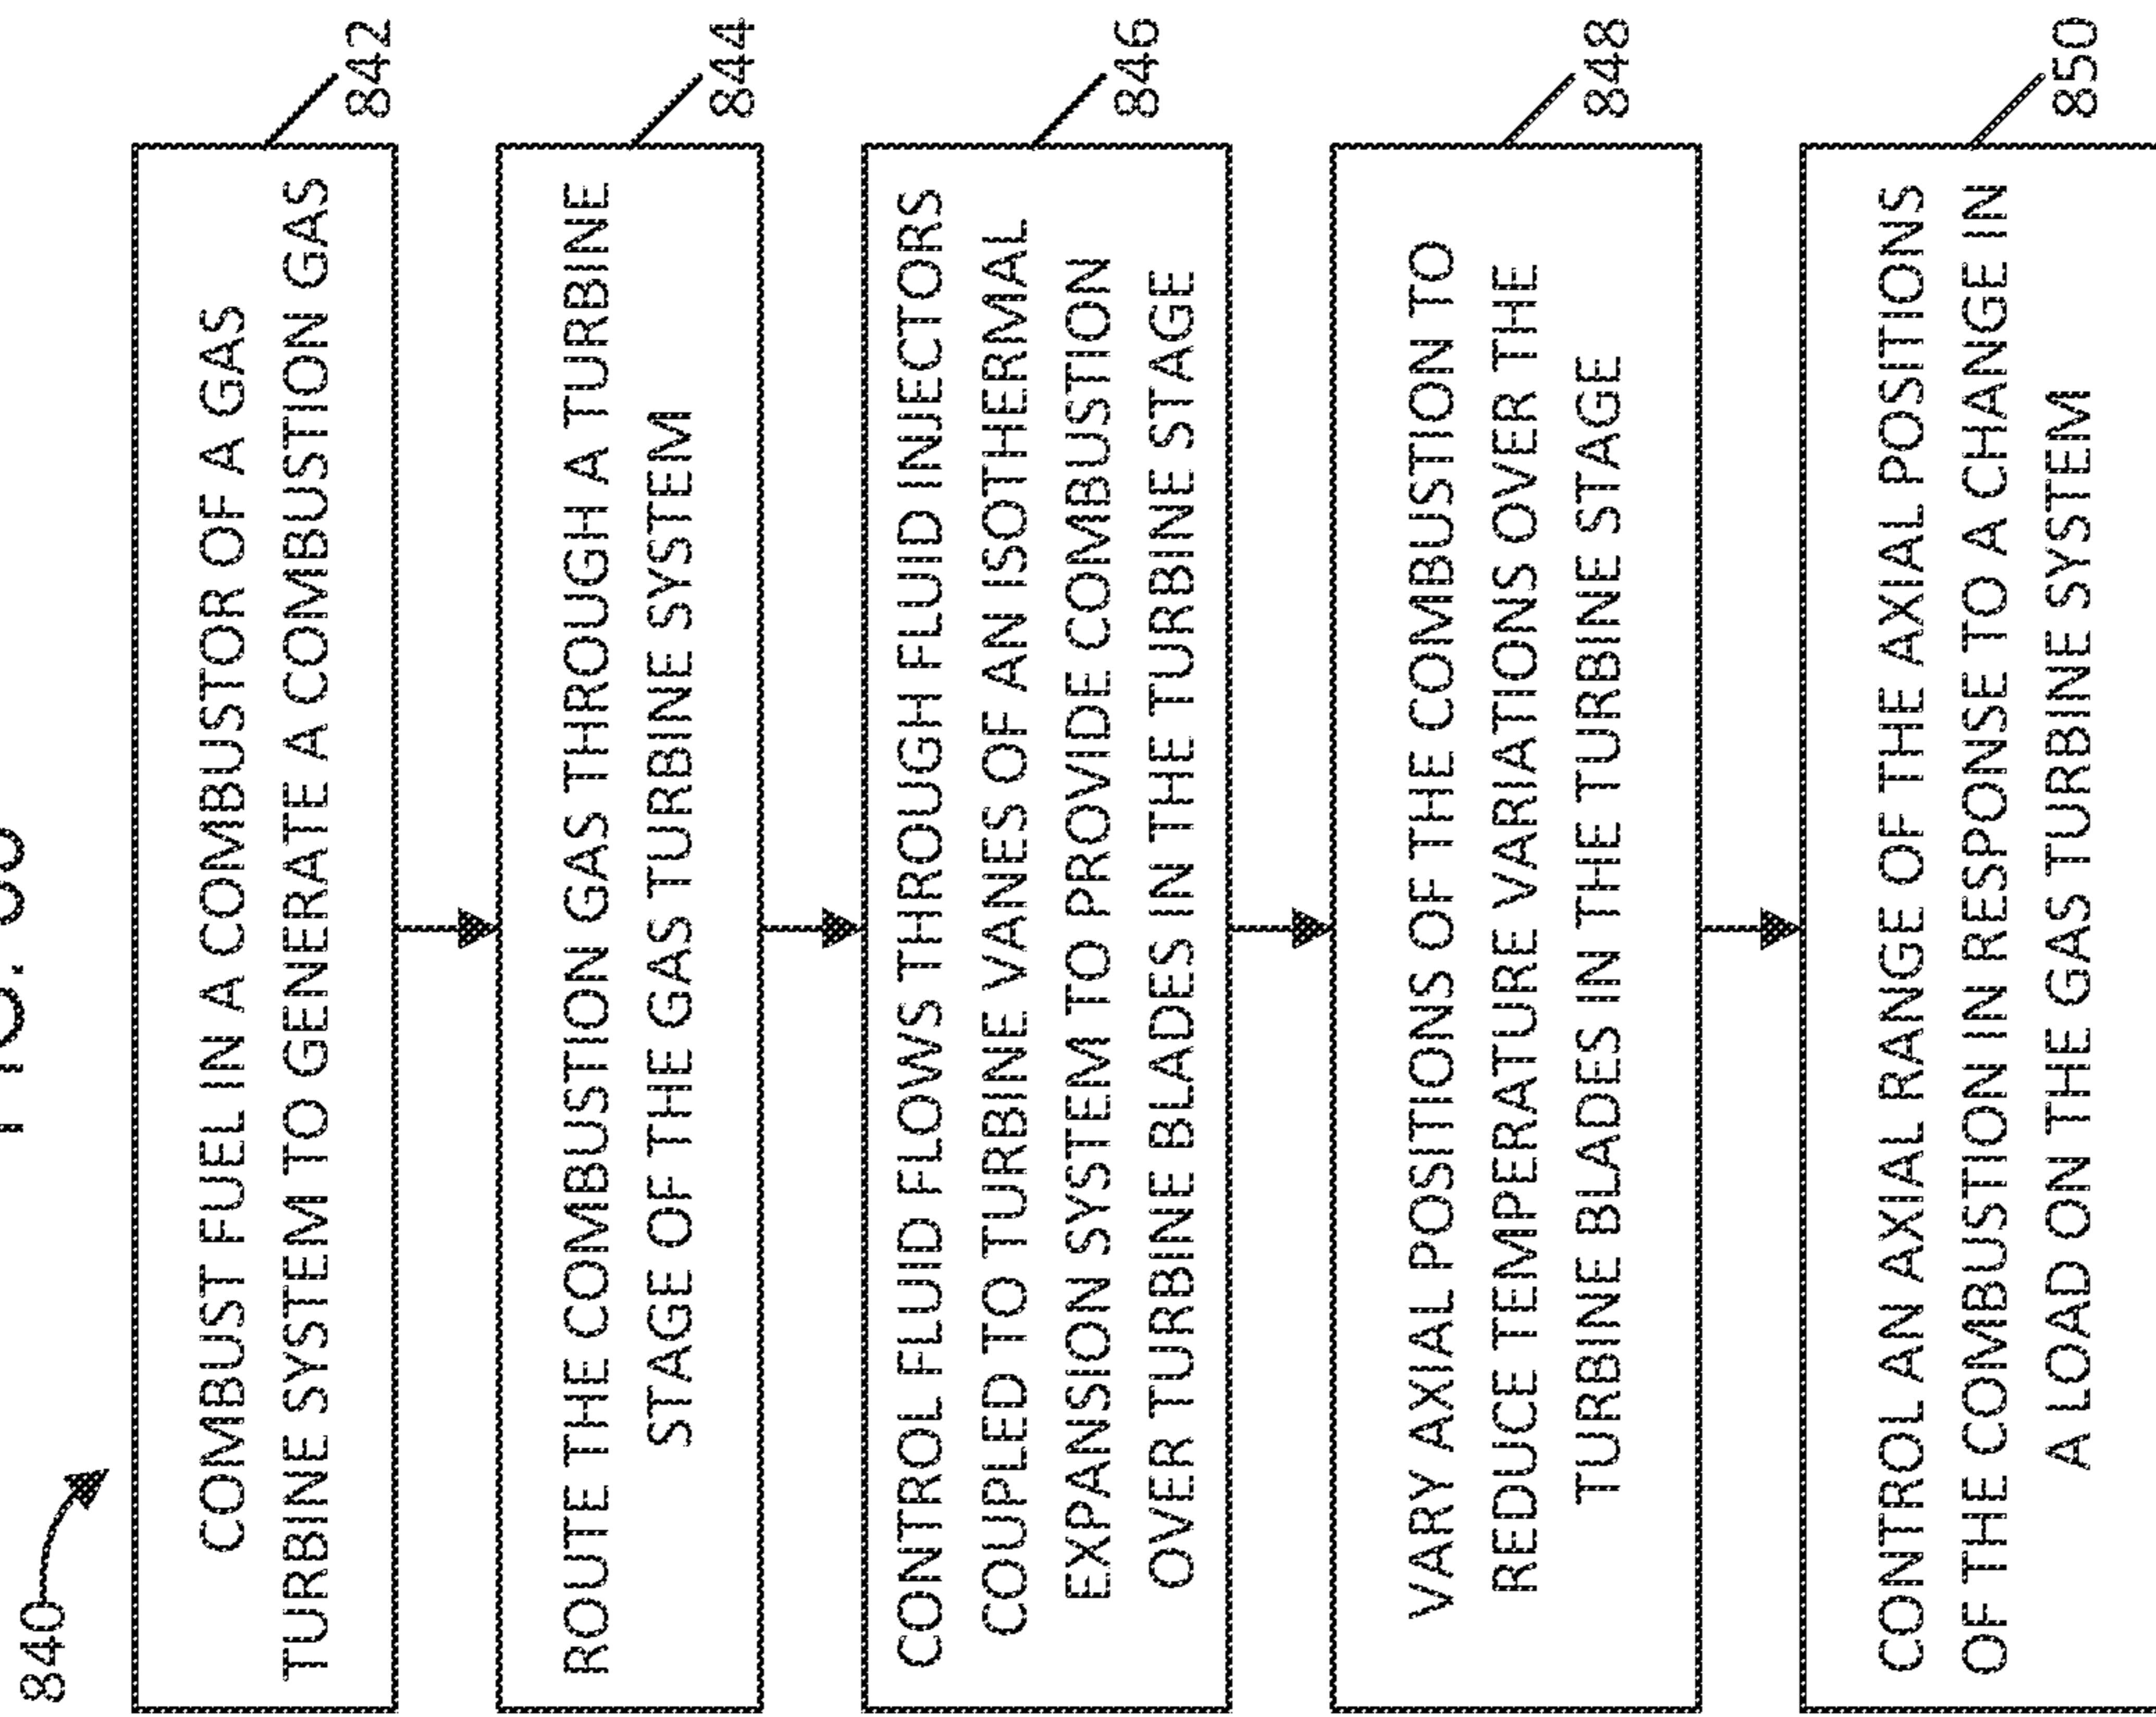 840
COMBUST FUEL IN A COMBUSTOR OF A GAS
TURBINE SYSTEM TO GENERATE A COMBUSTION GAS
842
ROUTE THE COMBUSTION GAS THROUGH A TURBINE
STAGE OF THE GAS TURBINE SYSTEM
844
CONTROL FLUID FLOWS THROUGH FLUID INJECTORS
COUPLED TO TURBINE VANES OF AN ISOTHERMAL
EXPANSION SYSTEM TO PROVIDE COMBUSTION
OVER TURBINE BLADES IN THE TURBINE STAGE
846
VARY AXIAL POSITIONS OF THE COMBUSTION TO
REDUCE TEMPERATURE VARIATIONS OVER THE
TURBINE BLADES IN THE TURBINE STAGE
848
CONTROL AN AXIAL RANGE OF THE AXIAL POSITIONS
OF THE COMBUSTION IN RESPONSE TO A CHANGE IN
A LOAD ON THE GAS TURBINE SYSTEM
850